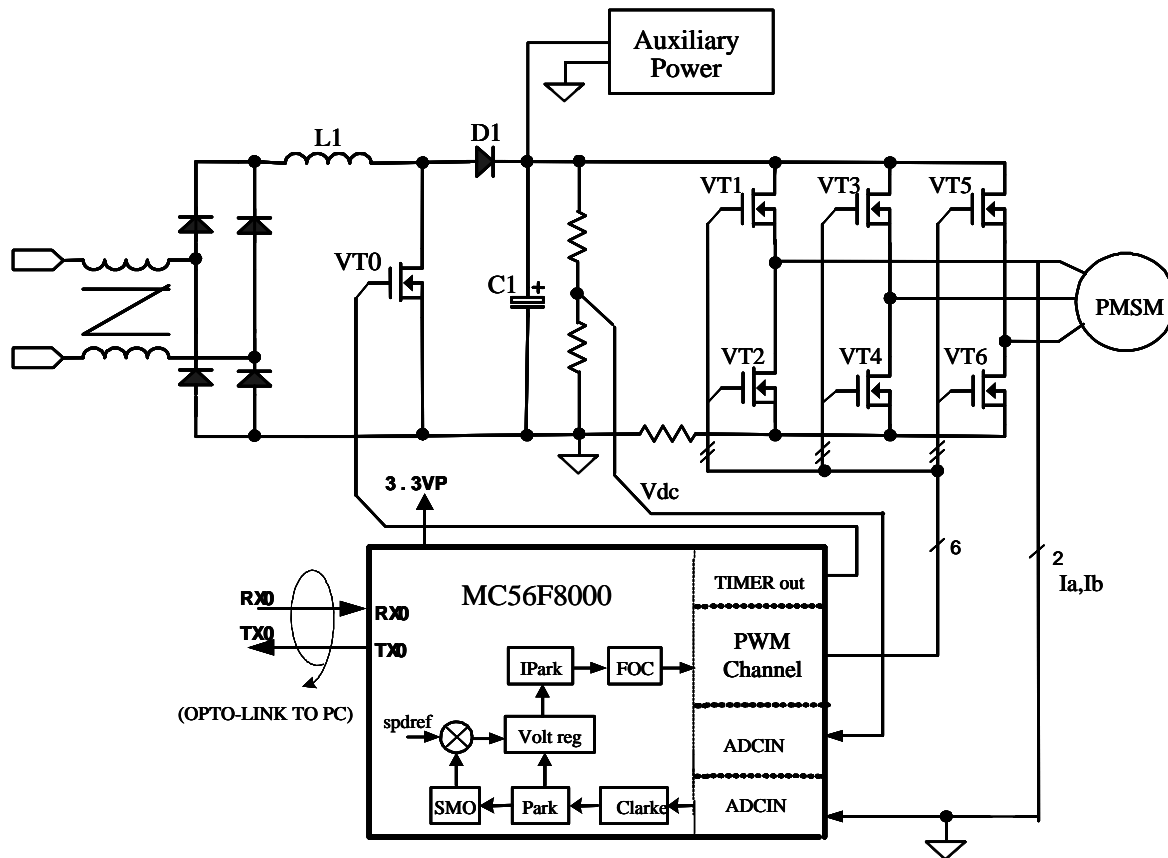 Auxiliary
Power
L1
D1
VT1
VT3
VT5
VT0
C1
+
PMSM
VT2
VT4
VT6
3.3VP
Vdc
6
2
Ia,Ib
MC56F8000
TIMER out
RX0
RX0
TX0
TX0
PWM
Channel
IPark
FOC
(OPTO-LINK TO PC)
spdref
Volt reg
ADCIN
SMO
Park
Clarke
ADCIN